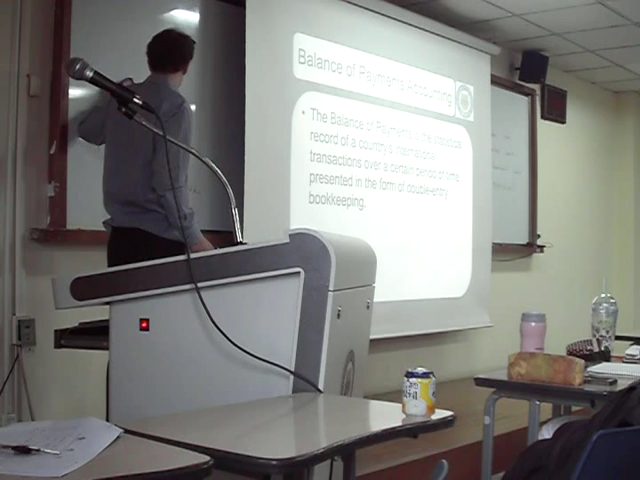 Balance of Payments Accounting
• The Balance of Payments is the statistical
record of a country's international
transactions over a certain period of time
presented in the form of double-entry
bookkeeping.